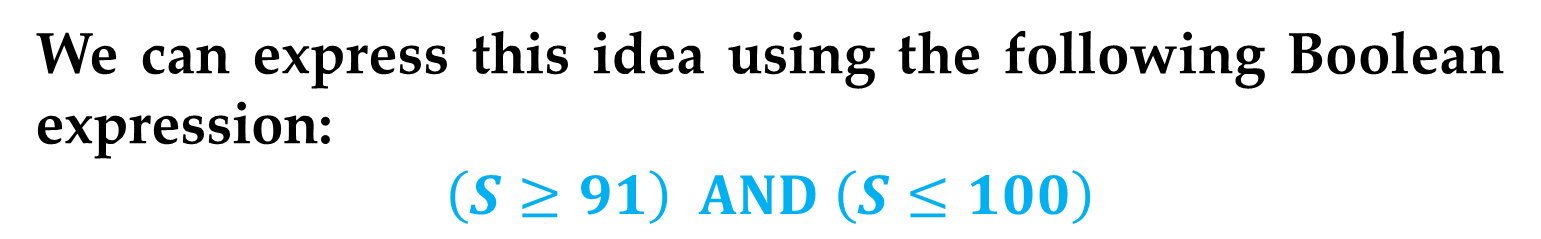 We can express this idea using the following Boolean
expression:
(S ≥ 91) AND (S ≤ 100)